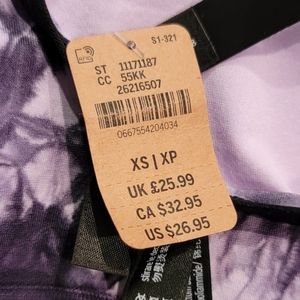 S1-321
RFID
ST 11171187
CC 55KK
26216507
0667554204034
XS | XP
UK £25.99
CA $32.95
US $26.95